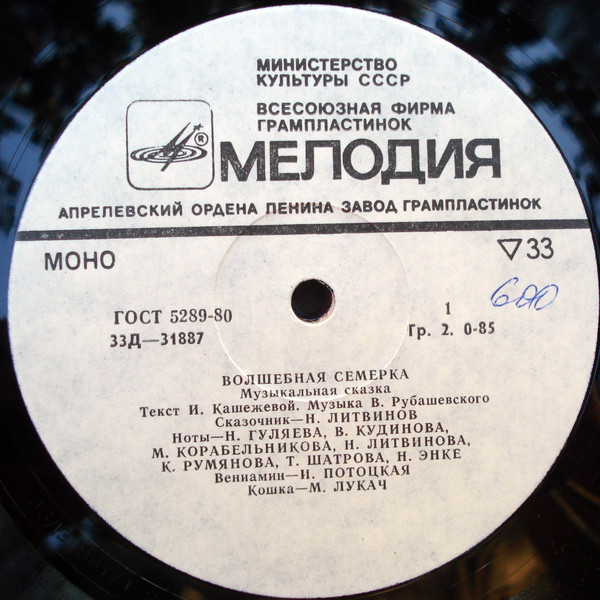 МИНИСТЕРСТВО
КУЛЬТУРЫ СССР
ВСЕСОЮЗНАЯ ФИРМА
ГРАМПЛАСТИНОК
®
МЕЛОДИЯ
АПРЕЛЕВСКИЙ ОРДЕНА ЛЕНИНА ЗАВОД ГРАМПЛАСТИНОК
МОНО
▽33
ГОСТ 5289-80
1
600
33Д—31887
Гр. 2. 0-85
ВОЛШЕБНАЯ СЕМЕРКА
Музыкальная сказка
Текст И. Кашежевой. Музыка В. Рубашевского
Сказочник—Н. ЛИТВИНОВ
Ноты—Н. ГУЛЯЕВА, В. КУДИНОВА,
М. КОРАБЕЛЬНИКОВА, Н. ЛИТВИНОВА,
К. РУМЯНОВА, Т. ШАТРОВА, Н. ЭНКЕ
Вениамин—И. ПОТОЦКАЯ
Кошка—М. ЛУКАЧ